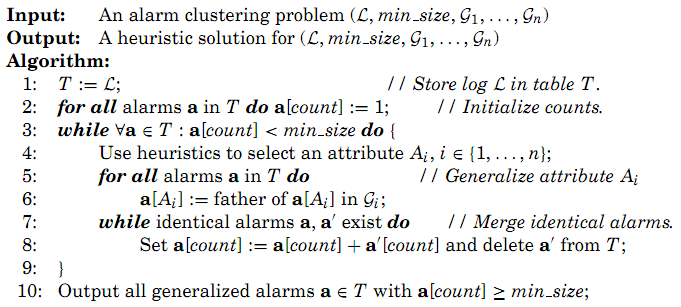 Input: An alarm clustering problem (ℒ, min_size, 𝒢₁, . . . , 𝒢ₙ)
Output: A heuristic solution for (ℒ, min_size, 𝒢₁, . . . , 𝒢ₙ)
Algorithm:
1: T := ℒ; // Store log ℒ in table T.
2: for all alarms a in T do a[count] := 1; // Initialize counts.
3: while ∀a ∈ T : a[count] < min_size do {
4: Use heuristics to select an attribute Aᵢ, i ∈ {1, . . . , n};
5: for all alarms a in T do // Generalize attribute Aᵢ
6: a[Aᵢ] := father of a[Aᵢ] in 𝒢ᵢ;
7: while identical alarms a, a′ exist do // Merge identical alarms.
8: Set a[count] := a[count] + a′[count] and delete a′ from T;
9: }
10: Output all generalized alarms a ∈ T with a[count] ≥ min_size;